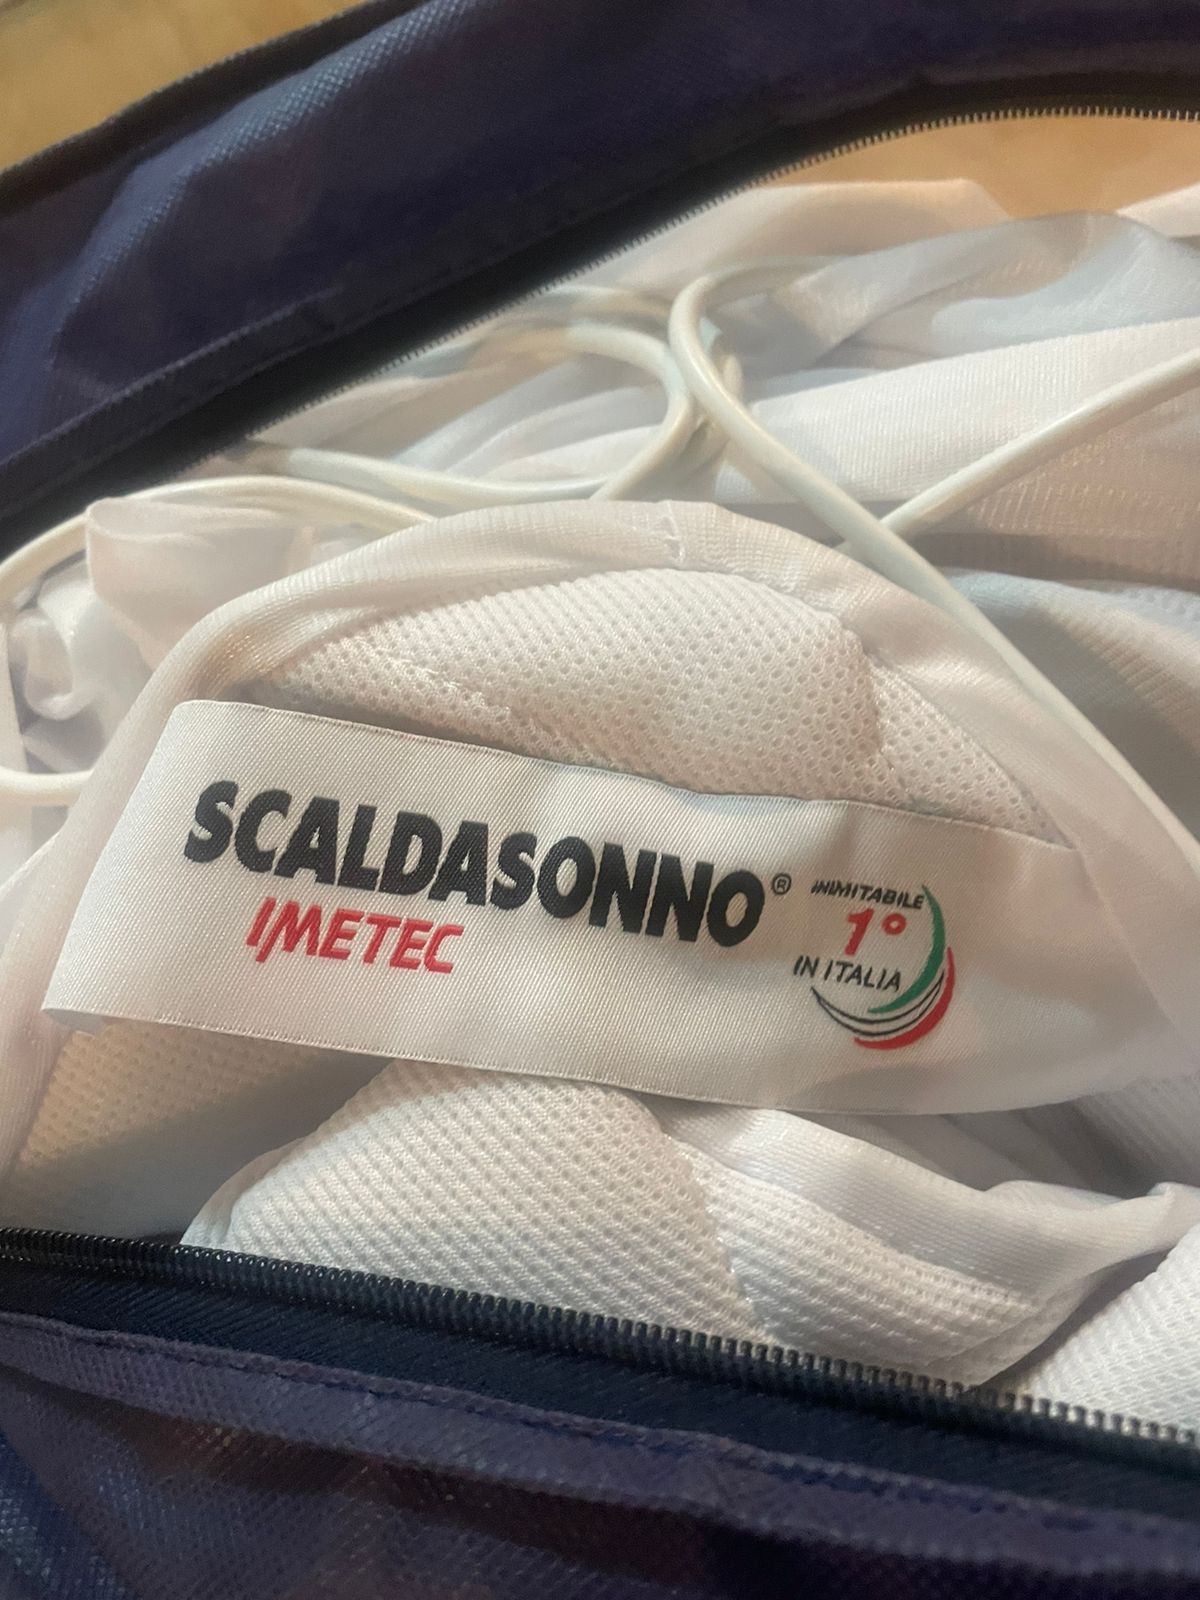 SCALDASONNO®
IMETEC
INIMITABILE
1°
IN ITALIA